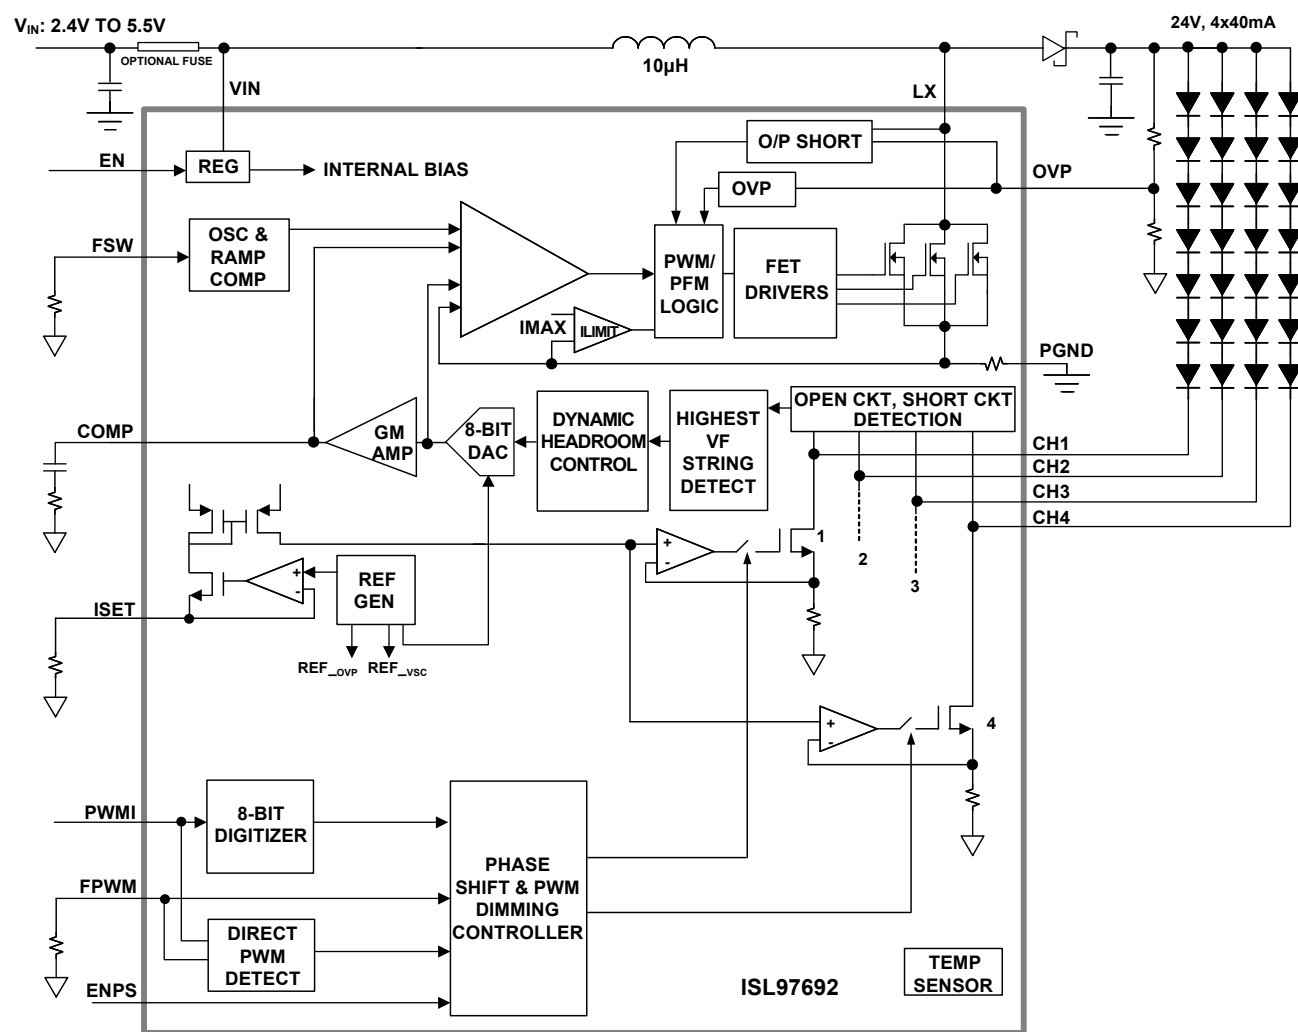 V_IN: 2.4V TO 5.5V
24V, 4x40mA
OPTIONAL FUSE
10µH
VIN
LX
O/P SHORT
EN
REG
INTERNAL BIAS
OVP
OVP
FSW
OSC &
RAMP
COMP
PWM/
PFM
LOGIC
FET
DRIVERS
IMAX
ILIMIT
PGND
OPEN CKT, SHORT CKT
DETECTION
COMP
GM
AMP
8-BIT
DAC
DYNAMIC
HEADROOM
CONTROL
HIGHEST
VF
STRING
DETECT
CH1
CH2
CH3
CH4
+
-
1
2
3
ISET
+
-
REF
GEN
REF_OVP
REF_VSC
+
-
4
PWMI
8-BIT
DIGITIZER
FPWM
DIRECT
PWM
DETECT
PHASE
SHIFT & PWM
DIMMING
CONTROLLER
ENPS
ISL97692
TEMP
SENSOR